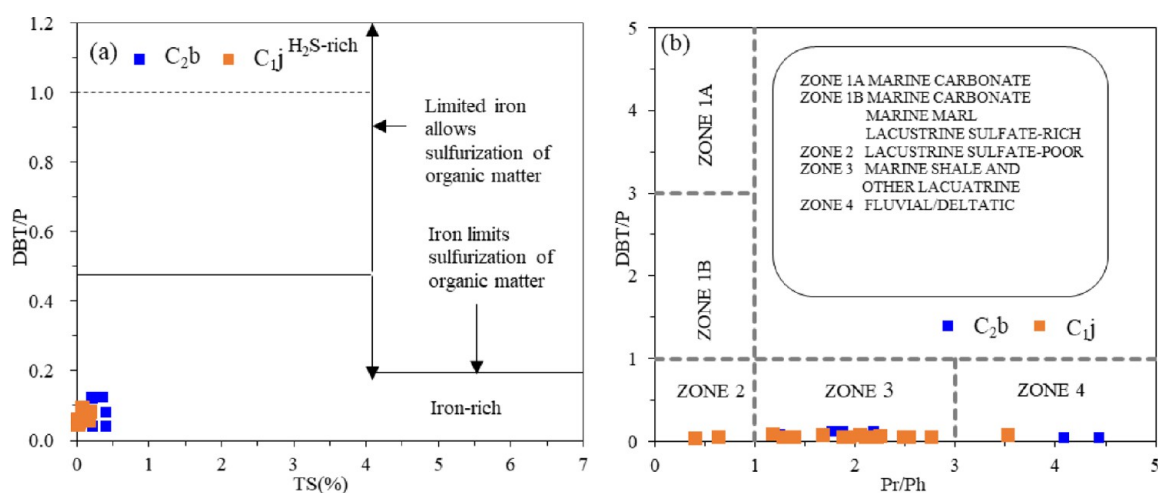 (a)
C₂b
C₁j
H₂S-rich
1.2
1.0
0.8
0.6
0.4
0.2
0.0
DBT/P
Limited iron
allows
sulfurization of
organic matter
Iron limits
sulfurization of
organic matter
Iron-rich
0
1
2
3
4
5
6
7
TS(%)
(b)
5
4
3
2
1
0
DBT/P
ZONE 1A
ZONE 1B
ZONE 1A MARINE CARBONATE
ZONE 1B MARINE CARBONATE
MARINE MARL
LACUSTRINE SULFATE-RICH
ZONE 2 LACUSTRINE SULFATE-POOR
ZONE 3 MARINE SHALE AND
OTHER LACUATRINE
ZONE 4 FLUVIAL/DELTATIC
C₂b
C₁j
ZONE 2
ZONE 3
ZONE 4
0
1
2
3
4
5
Pr/Ph